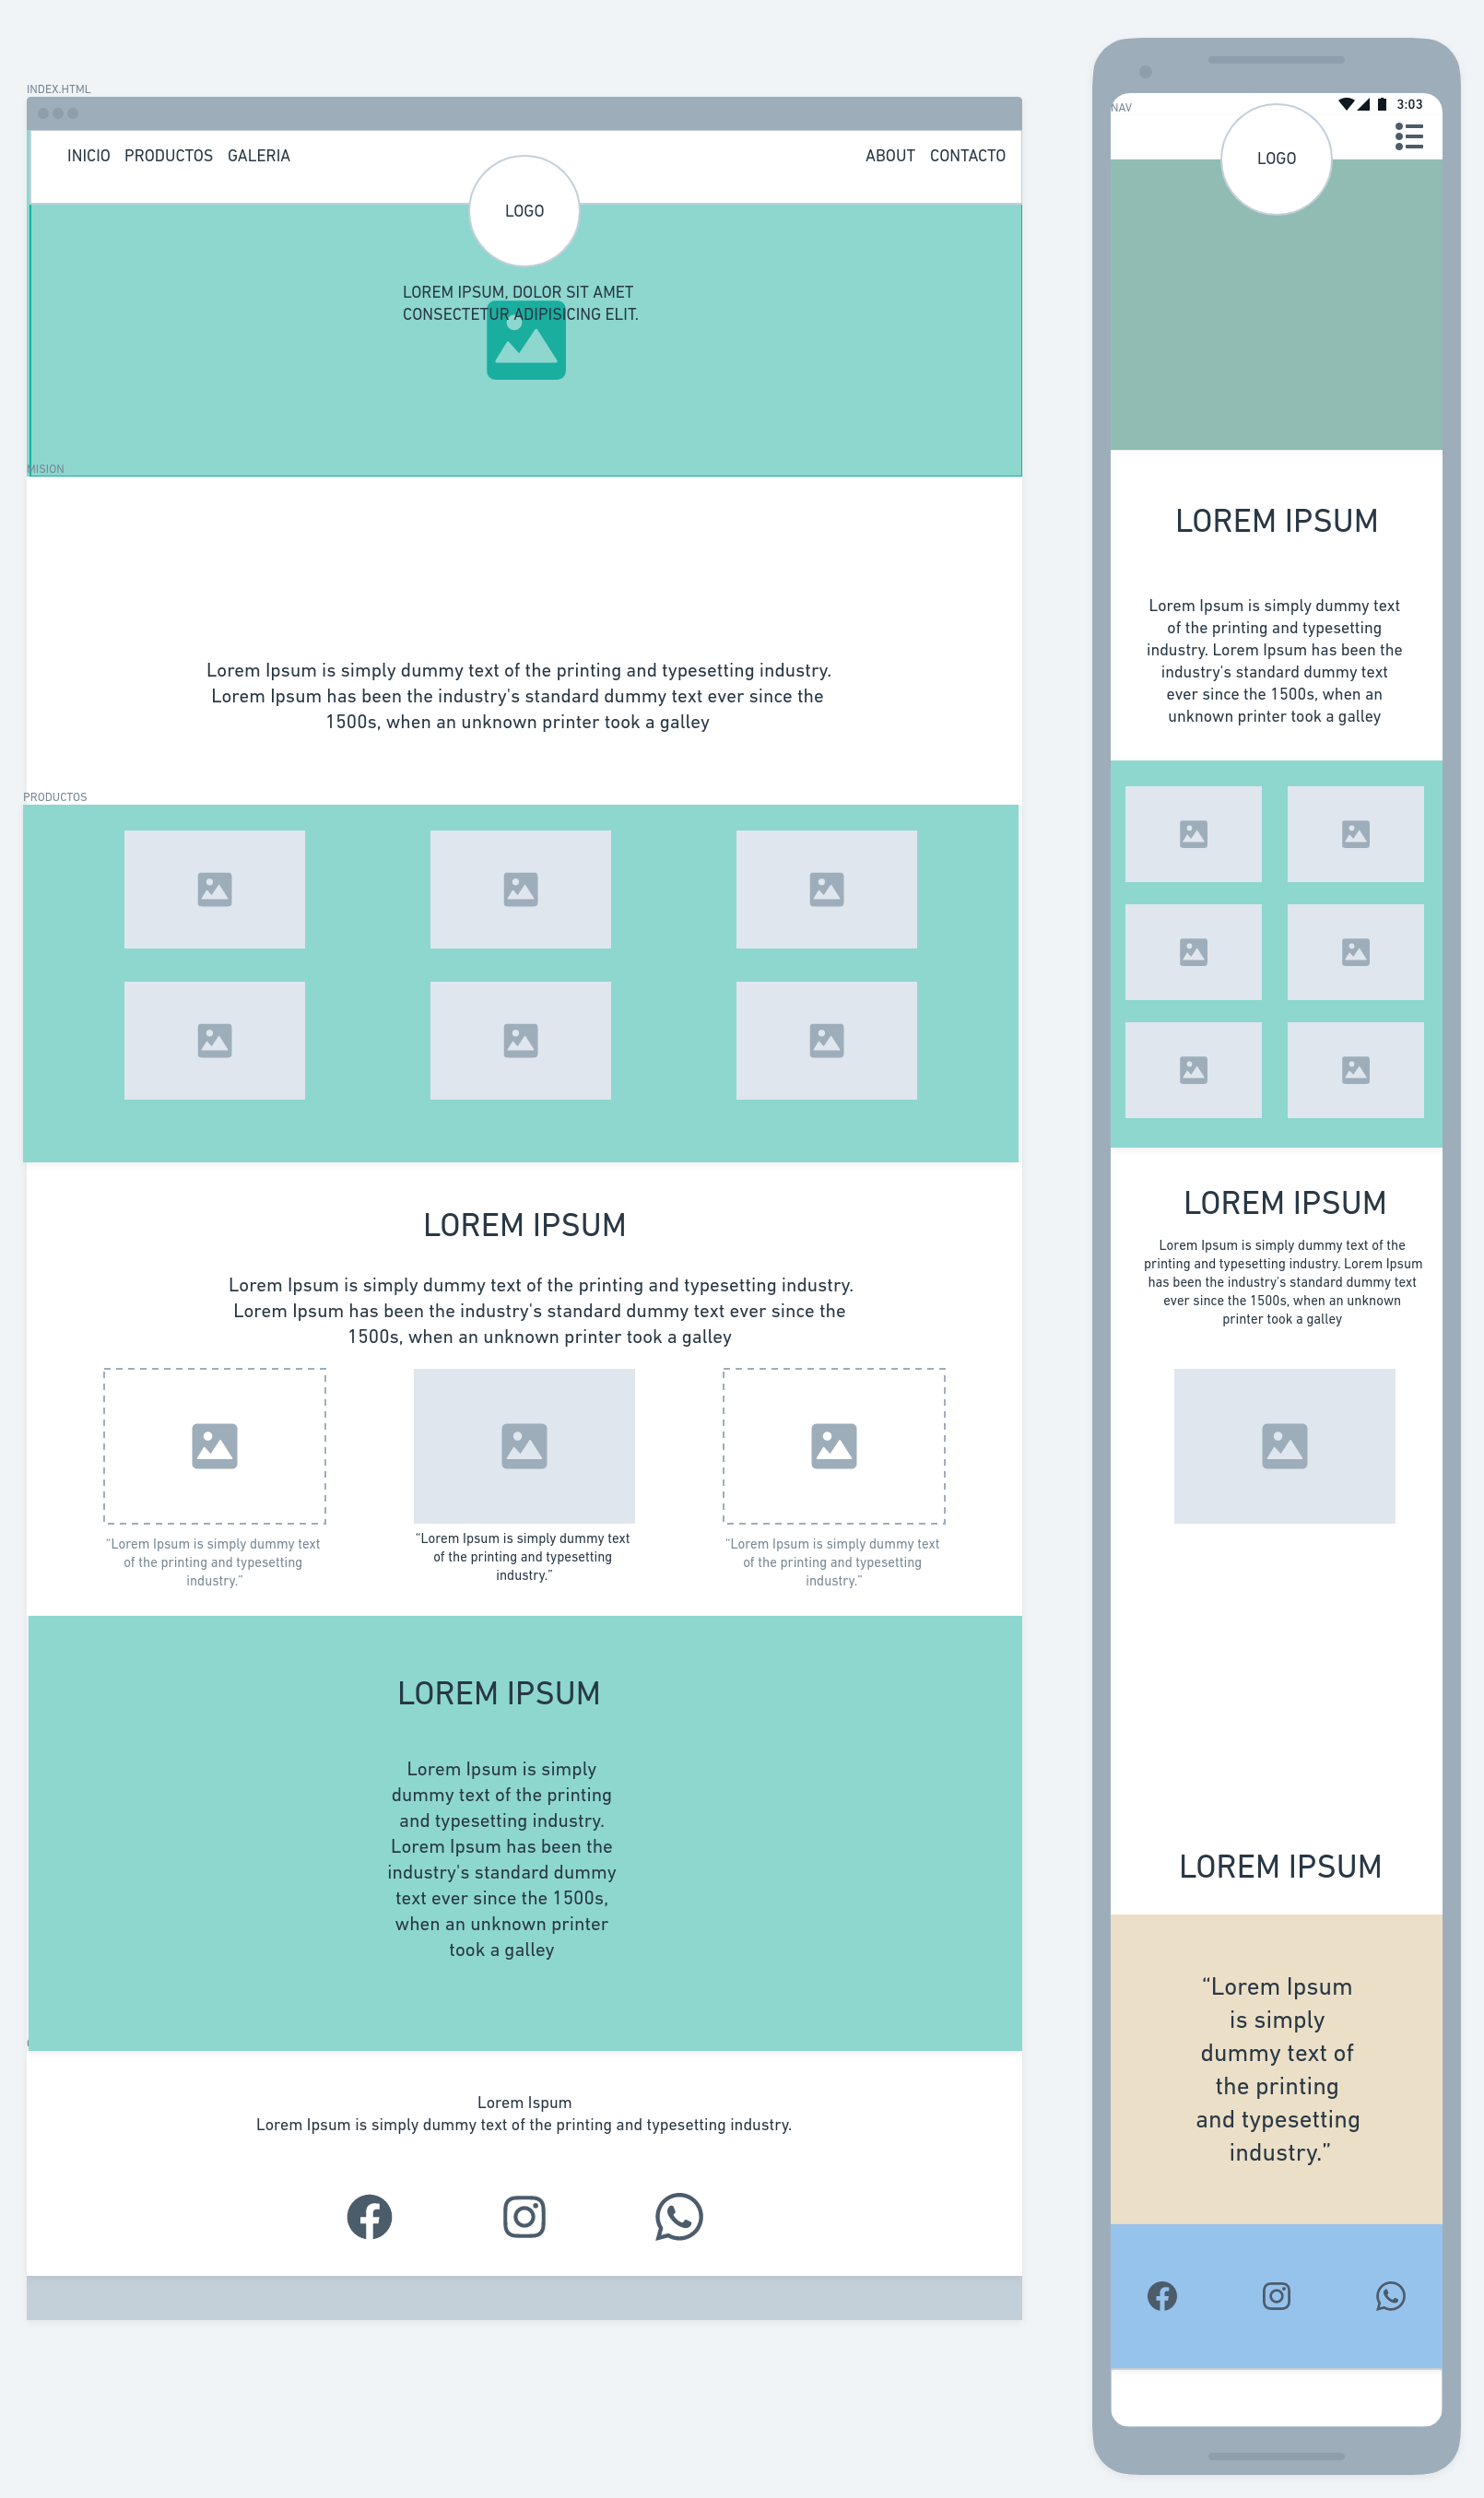 INDEX.HTML
INICIO PRODUCTOS GALERIA
ABOUT CONTACTO
LOGO
LOREM IPSUM, DOLOR SIT AMET
CONSECTETUR ADIPISICING ELIT.
MISION
Lorem Ipsum is simply dummy text of the printing and typesetting industry.
Lorem Ipsum has been the industry's standard dummy text ever since the
1500s, when an unknown printer took a galley
PRODUCTOS
LOREM IPSUM
Lorem Ipsum is simply dummy text of the printing and typesetting industry.
Lorem Ipsum has been the industry's standard dummy text ever since the
1500s, when an unknown printer took a galley
"Lorem Ipsum is simply dummy text
of the printing and typesetting
industry."
"Lorem Ipsum is simply dummy text
of the printing and typesetting
industry."
"Lorem Ipsum is simply dummy text
of the printing and typesetting
industry."
LOREM IPSUM
Lorem Ipsum is simply
dummy text of the printing
and typesetting industry.
Lorem Ipsum has been the
industry's standard dummy
text ever since the 1500s,
when an unknown printer
took a galley
Lorem Ispum
Lorem Ipsum is simply dummy text of the printing and typesetting industry.
NAV
3:03
LOGO
LOREM IPSUM
Lorem Ipsum is simply dummy text
of the printing and typesetting
industry. Lorem Ipsum has been the
industry's standard dummy text
ever since the 1500s, when an
unknown printer took a galley
LOREM IPSUM
Lorem Ipsum is simply dummy text of the
printing and typesetting industry. Lorem Ipsum
has been the industry's standard dummy text
ever since the 1500s, when an unknown
printer took a galley
LOREM IPSUM
“Lorem Ipsum
is simply
dummy text of
the printing
and typesetting
industry.”